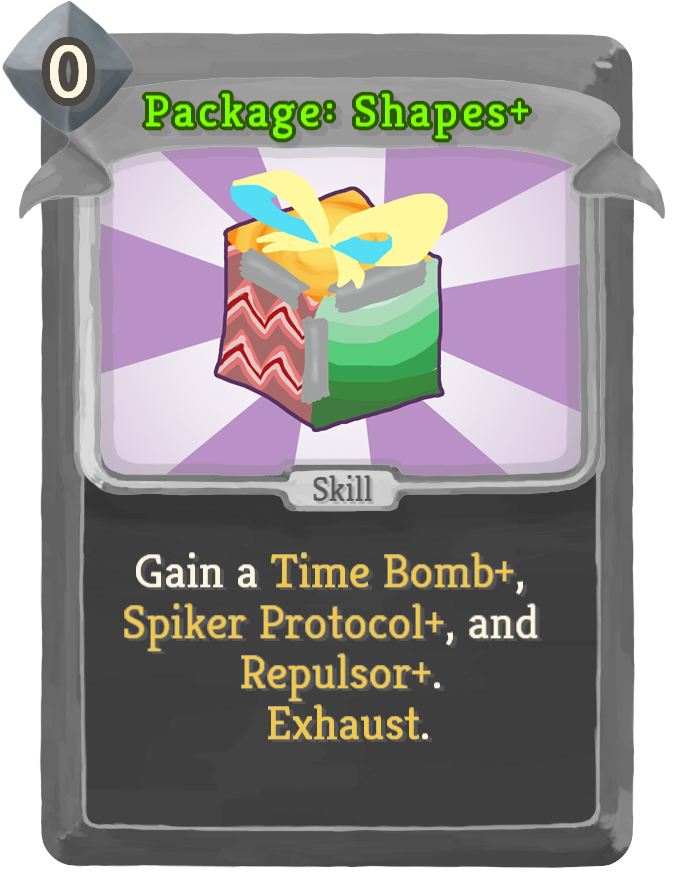 0
Package: Shapes+
Skill
Gain a Time Bomb+,
Spiker Protocol+, and
Repulsor+.
Exhaust.